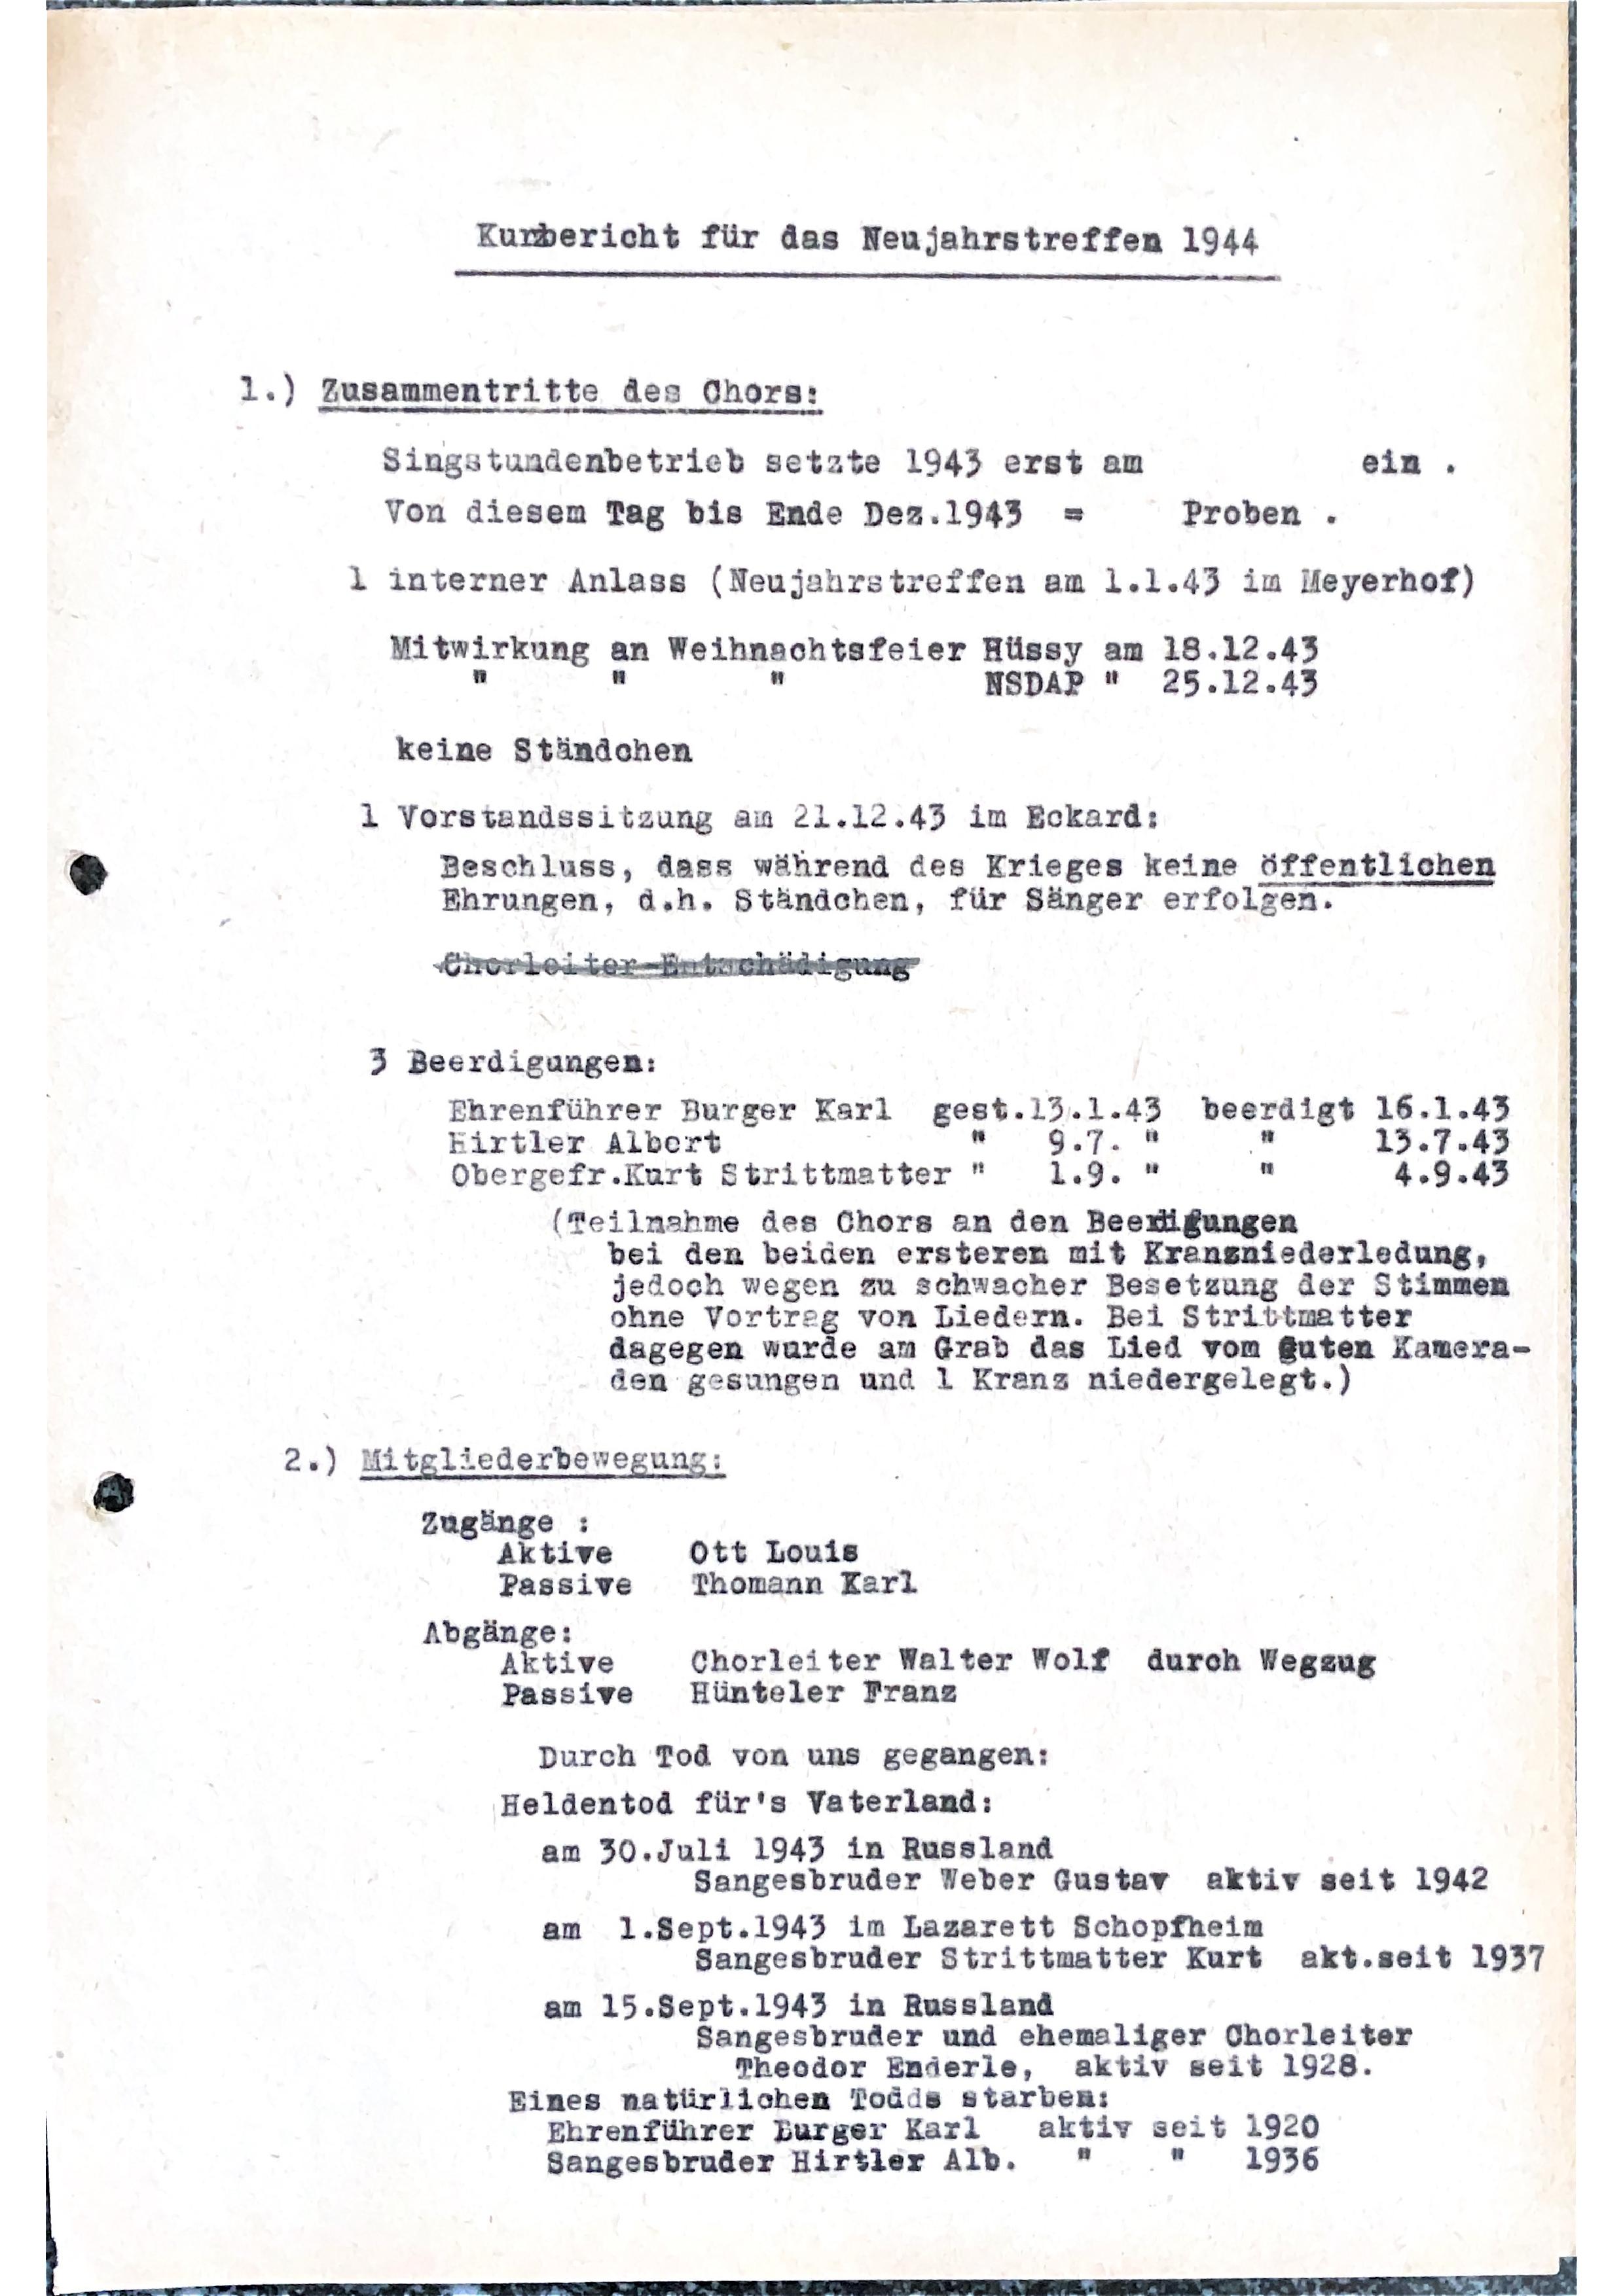 Kurzbericht für das Neujahrstreffen 1944
1.) Zusammentritte des Chors:
Singstundenbetrieb setzte 1943 erst am ein .
Von diesem Tag bis Ende Dez.1943 = Proben .
1 interner Anlass (Neujahrstreffen am 1.1.43 im Meyerhof)
Mitwirkung an Weihnachtsfeier Hüssy am 18.12.43
" " " NSDAP " 25.12.43
keine Ständchen
1 Vorstandssitzung am 21.12.43 im Eckard:
Beschluss, dass während des Krieges keine öffentlichen
Ehrungen, d.h. Ständchen, für Sänger erfolgen.
Chorleiter-Entschädigung
3 Beerdigungen:
Ehrenführer Burger Karl gest.13.1.43 beerdigt 16.1.43
Hirtler Albert " 9.7. " " 13.7.43
Obergefr.Kurt Strittmatter " 1.9. " " 4.9.43
(Teilnahme des Chors an den Beerdigungen
bei den beiden ersteren mit Kranzniederledung,
jedoch wegen zu schwacher Besetzung der Stimmen
ohne Vortrag von Liedern. Bei Strittmatter
dagegen wurde am Grab das Lied vom guten Kamera-
den gesungen und 1 Kranz niedergelegt.)
2.) Mitgliederbewegung:
Zugänge :
Aktive Ott Louis
Passive Thomann Karl
Abgänge:
Aktive Chorleiter Walter Wolf durch Wegzug
Passive Hünteler Franz
Durch Tod von uns gegangen:
Heldentod für's Vaterland:
am 30.Juli 1943 in Russland
Sangesbruder Weber Gustav aktiv seit 1942
am 1.Sept.1943 im Lazarett Schopfheim
Sangesbruder Strittmatter Kurt akt.seit 1937
am 15.Sept.1943 in Russland
Sangesbruder und ehemaliger Chorleiter
Theodor Enderle, aktiv seit 1928.
Eines natürlichen Todds starben:
Ehrenführer Burger Karl aktiv seit 1920
Sangesbruder Hirtler Alb. " " 1936